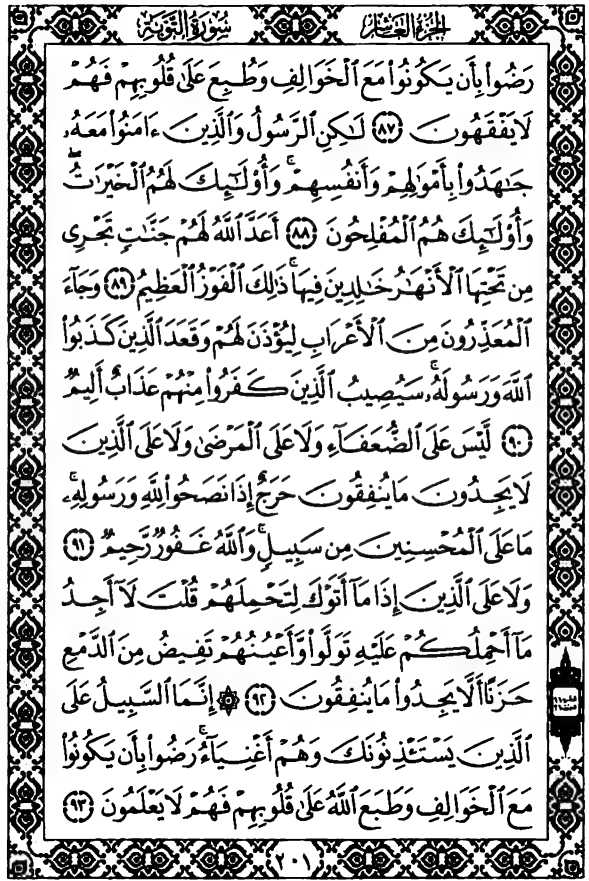 الجزء العاشر سورة التوبة
رَضُوا۟ بِأَن يَكُونُوا۟ مَعَ ٱلْخَوَالِفِ وَطُبِعَ عَلَىٰ قُلُوبِهِمْ فَهُمْ
لَا يَفْقَهُونَ ٨٧ لَٰكِنِ ٱلرَّسُولُ وَٱلَّذِينَ ءَامَنُوا۟ مَعَهُۥ
جَٰهَدُوا۟ بِأَمْوَٰلِهِمْ وَأَنفُسِهِمْ ۚ وَأُو۟لَٰٓئِكَ لَهُمُ ٱلْخَيْرَٰتُ ۖ
وَأُو۟لَٰٓئِكَ هُمُ ٱلْمُفْلِحُونَ ٨٨ أَعَدَّ ٱللَّهُ لَهُمْ جَنَّٰتٍ تَجْرِى
مِن تَحْتِهَا ٱلْأَنْهَٰرُ خَٰلِدِينَ فِيهَا ۚ ذَٰلِكَ ٱلْفَوْزُ ٱلْعَظِيمُ ٨٩ وَجَآءَ
ٱلْمُعَذِّرُونَ مِنَ ٱلْأَعْرَابِ لِيُؤْذَنَ لَهُمْ وَقَعَدَ ٱلَّذِينَ كَذَبُوا۟
ٱللَّهَ وَرَسُولَهُۥ ۚ سَيُصِيبُ ٱلَّذِينَ كَفَرُوا۟ مِنْهُمْ عَذَابٌ أَلِيمٌ
٩٠ لَّيْسَ عَلَى ٱلضُّعَفَآءِ وَلَا عَلَى ٱلْمَرْضَىٰ وَلَا عَلَى ٱلَّذِينَ
لَا يَجِدُونَ مَا يُنفِقُونَ حَرَجٌ إِذَا نَصَحُوا۟ لِلَّهِ وَرَسُولِهِۦ ۚ
مَا عَلَى ٱلْمُحْسِنِينَ مِن سَبِيلٍ ۚ وَٱللَّهُ غَفُورٌ رَّحِيمٌ ٩١
وَلَا عَلَى ٱلَّذِينَ إِذَا مَآ أَتَوْكَ لِتَحْمِلَهُمْ قُلْتَ لَآ أَجِدُ
مَآ أَحْمِلُكُمْ عَلَيْهِ تَوَلَّوا۟ وَّأَعْيُنُهُمْ تَفِيضُ مِنَ ٱلدَّمْعِ
حَزَنًا أَلَّا يَجِدُوا۟ مَا يُنفِقُونَ ٩٢ ۞ إِنَّمَا ٱلسَّبِيلُ عَلَى
ٱلَّذِينَ يَسْتَـْٔذِنُونَكَ وَهُمْ أَغْنِيَآءُ ۚ رَضُوا۟ بِأَن يَكُونُوا۟
مَعَ ٱلْخَوَالِفِ وَطَبَعَ ٱللَّهُ عَلَىٰ قُلُوبِهِمْ فَهُمْ لَا يَعْلَمُونَ ٩٣
٢٠١